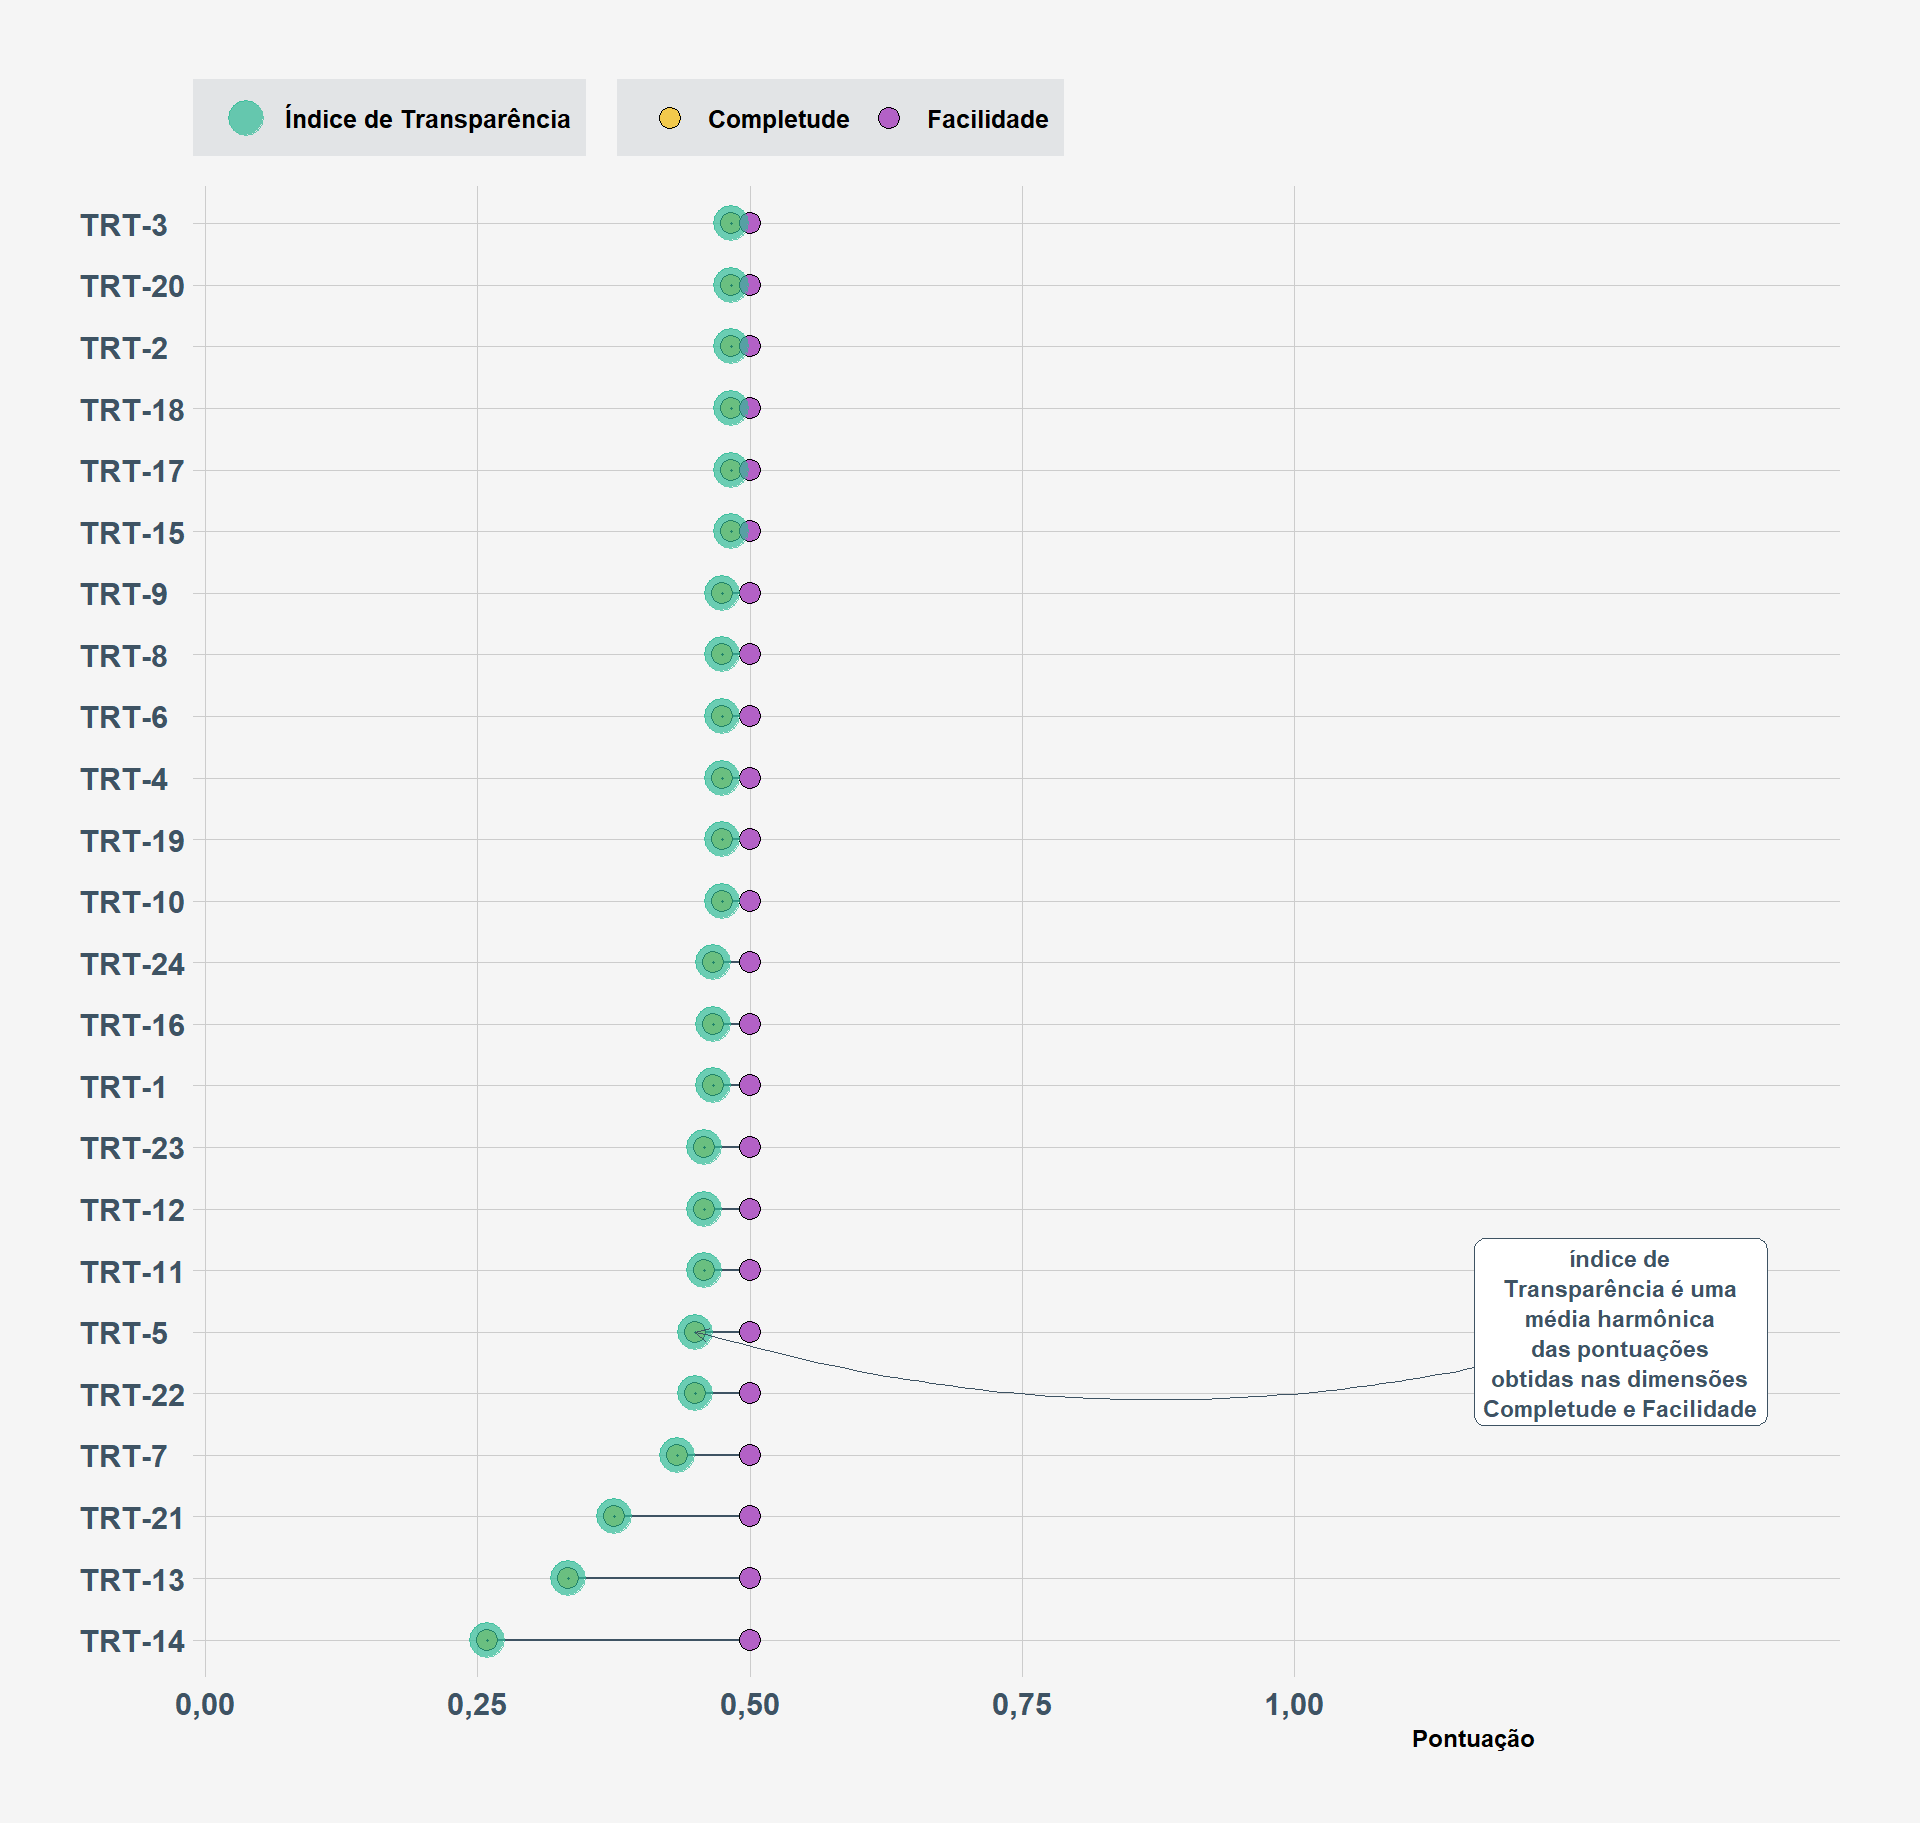 Índice de Transparência
Completude
Facilidade
TRT-3
TRT-20
TRT-2
TRT-18
TRT-17
TRT-15
TRT-9
TRT-8
TRT-6
TRT-4
TRT-19
TRT-10
TRT-24
TRT-16
TRT-1
TRT-23
TRT-12
TRT-11
TRT-5
TRT-22
TRT-7
TRT-21
TRT-13
TRT-14
índice de
Transparência é uma
média harmônica
das pontuações
obtidas nas dimensões
Completude e Facilidade
0,00
0,25
0,50
0,75
1,00
Pontuação